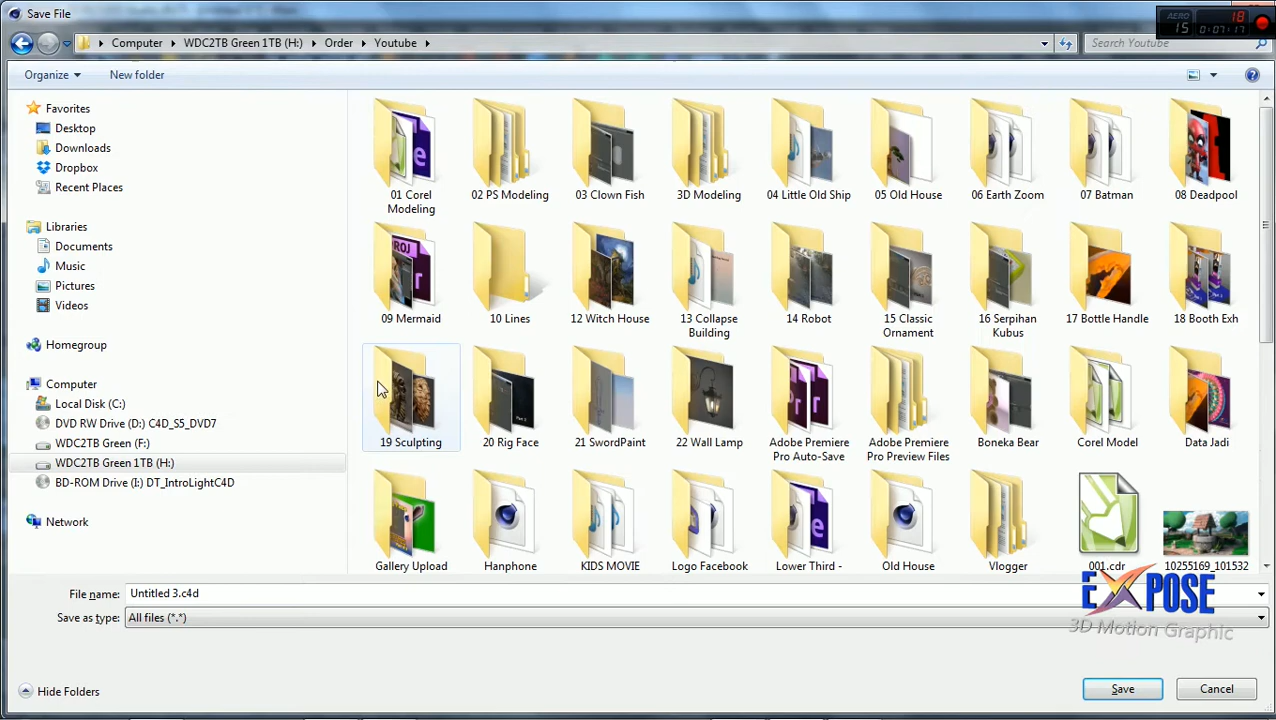 Save File
AERO
15
18
0:07:17
Computer
WDC2TB Green 1TB (H:)
Order
Youtube
Search Youtube
Organize
New folder
Favorites
Desktop
Downloads
Dropbox
Recent Places
Libraries
Documents
Music
Pictures
Videos
Homegroup
Computer
Local Disk (C:)
DVD RW Drive (D:) C4D_S5_DVD7
WDC2TB Green (F:)
WDC2TB Green 1TB (H:)
BD-ROM Drive (I:) DT_IntroLightC4D
Network
01 Corel
Modeling
02 PS Modeling
03 Clown Fish
3D Modeling
04 Little Old Ship
05 Old House
06 Earth Zoom
07 Batman
08 Deadpool
09 Mermaid
10 Lines
12 Witch House
13 Collapse
Building
14 Robot
15 Classic
Ornament
16 Serpihan
Kubus
17 Bottle Handle
18 Booth Exh
19 Sculpting
20 Rig Face
21 SwordPaint
22 Wall Lamp
Adobe Premiere
Pro Auto-Save
Adobe Premiere
Pro Preview Files
Boneka Bear
Corel Model
Data Jadi
Gallery Upload
Hanphone
KIDS MOVIE
Logo Facebook
Lower Third -
Old House
Vlogger
001.cdr
10255169_101532
File name:
Untitled 3.c4d
Save as type:
All files (*.*)
EXPOSE
3D Motion Graphic
Hide Folders
Save
Cancel